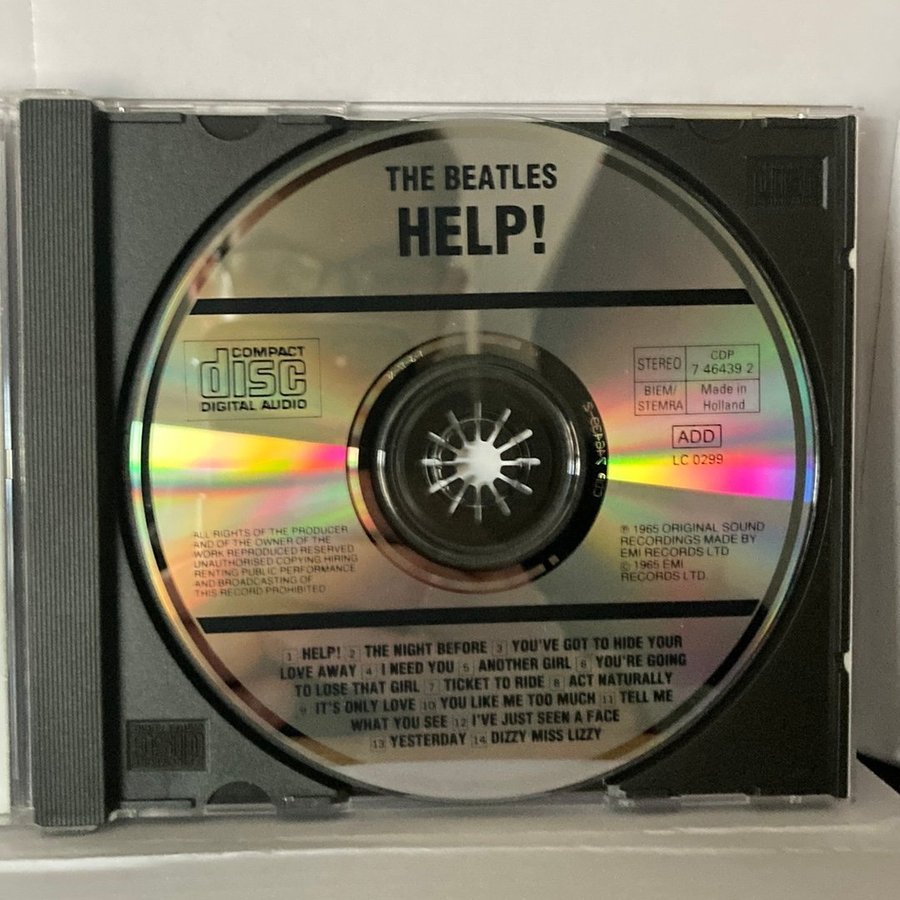 THE BEATLES
HELP!
COMPACT
disc
DIGITAL AUDIO
STEREO
CDP
7 46439 2
BIEM/
STEMRA
Made in
Holland
ADD
LC 0299
ALL RIGHTS OF THE PRODUCER
AND OF THE OWNER OF THE
WORK REPRODUCED RESERVED
UNAUTHORISED COPYING HIRING
RENTING PUBLIC PERFORMANCE
AND BROADCASTING OF
THIS RECORD PROHIBITED
℗ 1965 ORIGINAL SOUND
RECORDINGS MADE BY
EMI RECORDS LTD
© 1965 EMI
RECORDS LTD.
1 HELP! 2 THE NIGHT BEFORE 3 YOU'VE GOT TO HIDE YOUR
LOVE AWAY 4 I NEED YOU 5 ANOTHER GIRL 6 YOU'RE GOING
TO LOSE THAT GIRL 7 TICKET TO RIDE 8 ACT NATURALLY
9 IT'S ONLY LOVE 10 YOU LIKE ME TOO MUCH 11 TELL ME
WHAT YOU SEE 12 I'VE JUST SEEN A FACE
13 YESTERDAY 14 DIZZY MISS LIZZY